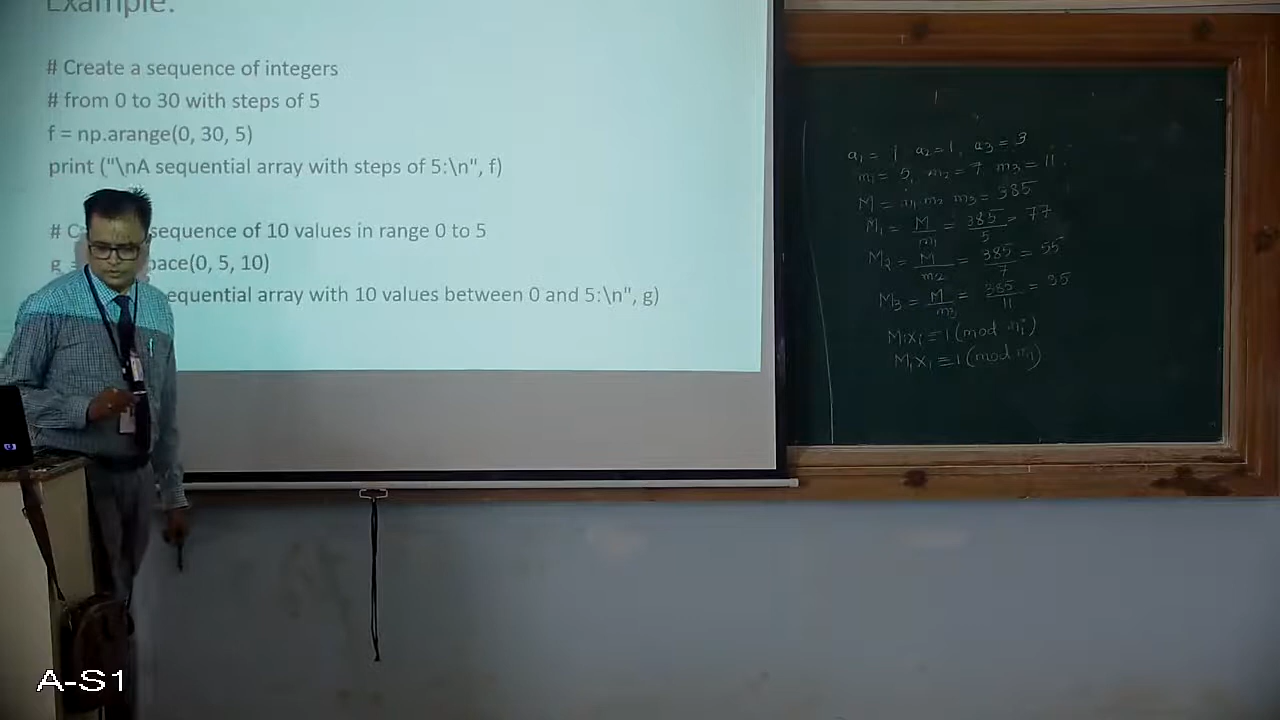 Example:
# Create a sequence of integers
# from 0 to 30 with steps of 5
f = np.arange(0, 30, 5)
print ("\nA sequential array with steps of 5:\n", f)
# C sequence of 10 values in range 0 to 5
g = pace(0, 5, 10)
equential array with 10 values between 0 and 5:\n", g)
a1 = 1 a2 = 1, a3 = 3
m1 = 5, m2 = 7 m3 = 11
M = m1 m2 m3 = 385
M1 = M/m1 = 385/5 = 77
M2 = M/m2 = 385/7 = 55
M3 = M/m3 = 385/11 = 35
Mixi ≡ 1 (mod mi)
M1x1 ≡ 1 (mod m1)
A-S1